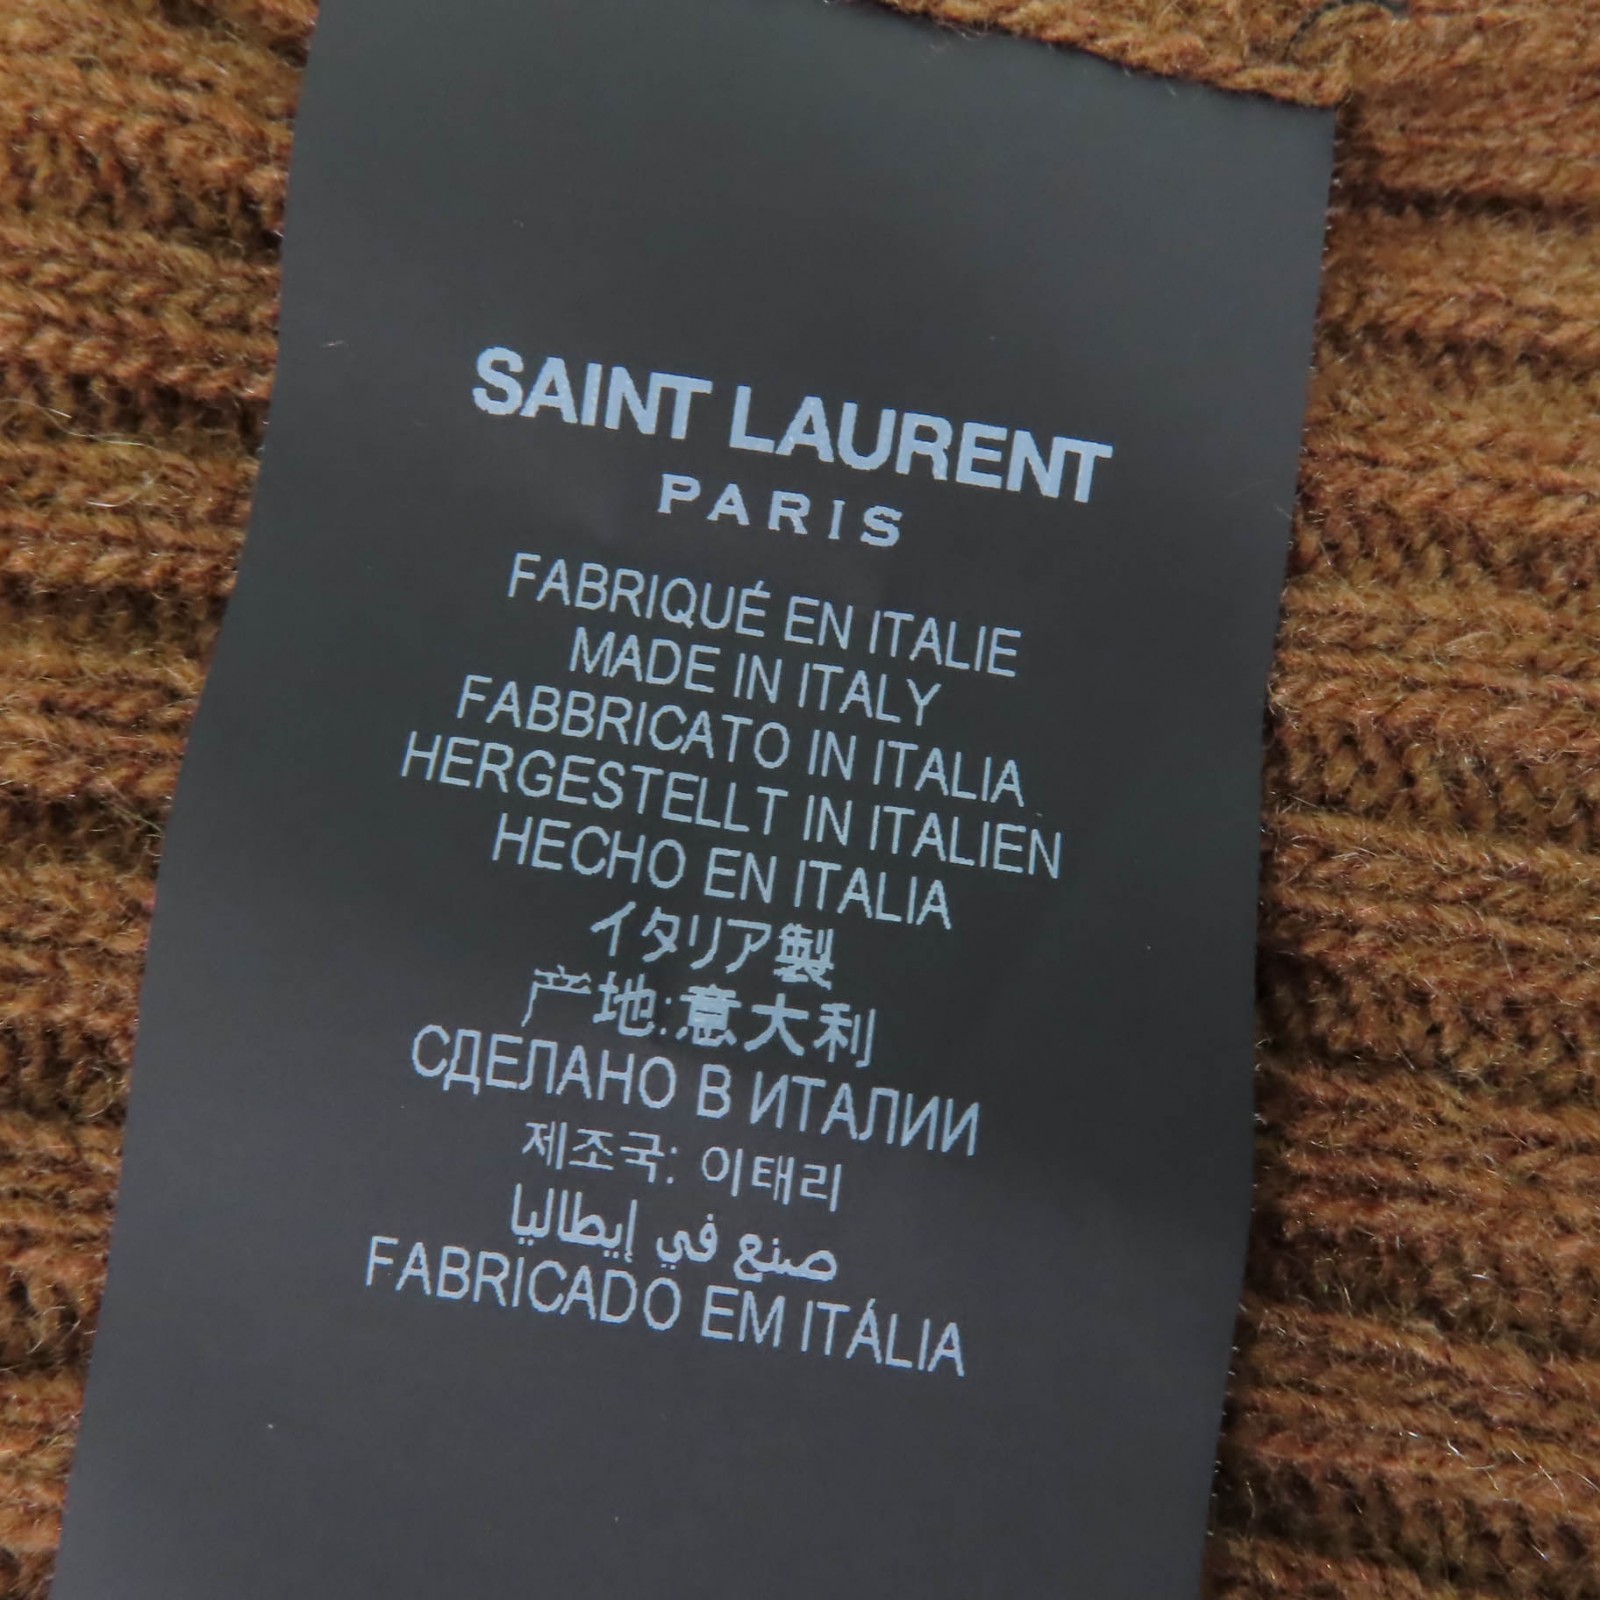 SAINT LAURENT
PARIS
FABRIQUÉ EN ITALIE
MADE IN ITALY
FABBRICATO IN ITALIA
HERGESTELLT IN ITALIEN
HECHO EN ITALIA
イタリア製
产地:意大利
СДЕЛАНО В ИТАЛИИ
제조국: 이태리
صنع في إيطاليا
FABRICADO EM ITÁLIA